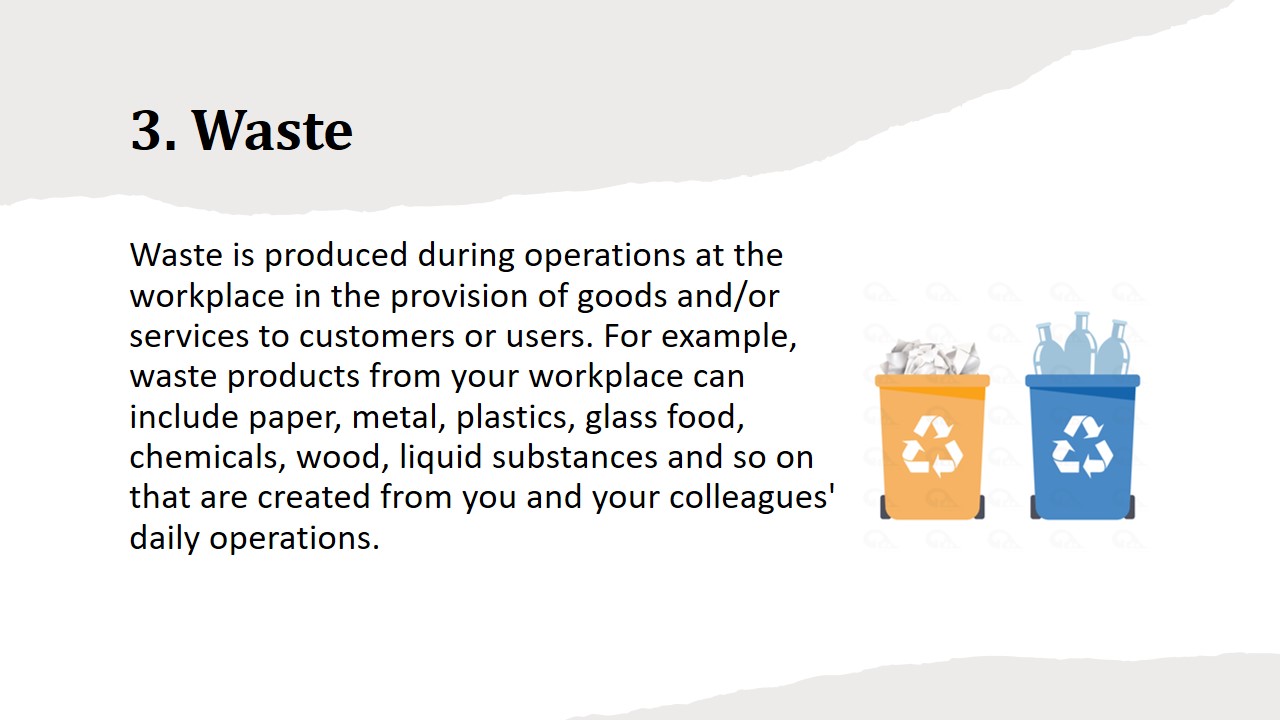 3. Waste
Waste is produced during operations at the
workplace in the provision of goods and/or
services to customers or users. For example,
waste products from your workplace can
include paper, metal, plastics, glass food,
chemicals, wood, liquid substances and so on
that are created from you and your colleagues'
daily operations.